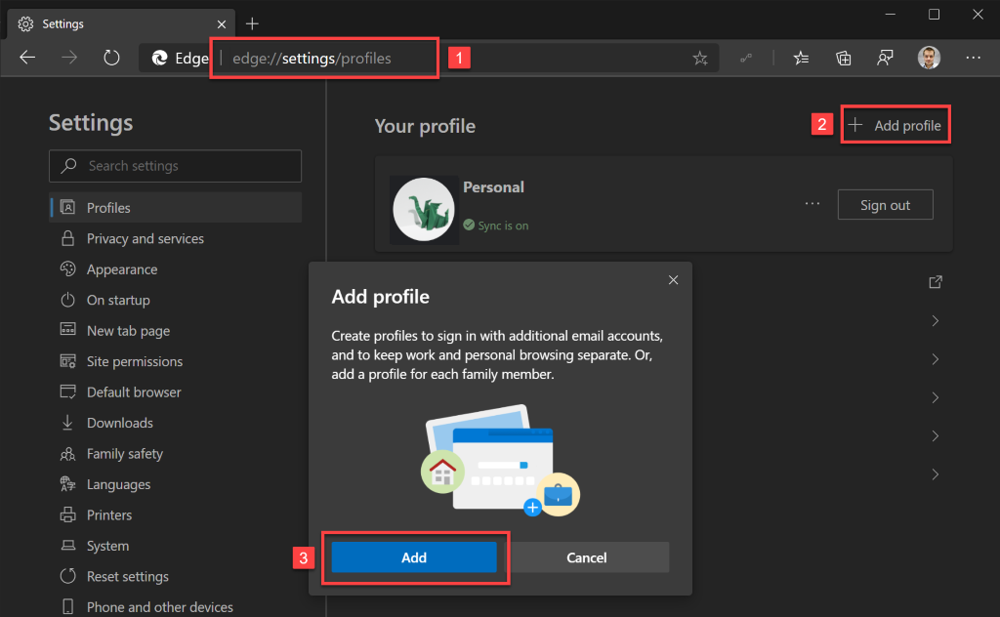 Settings
Edge edge://settings/profiles 1
Settings
Search settings
Profiles
Privacy and services
Appearance
On startup
New tab page
Site permissions
Default browser
Downloads
Family safety
Languages
Printers
System
Reset settings
Phone and other devices
Your profile
2 Add profile
Personal
Sync is on
Sign out
Add profile
Create profiles to sign in with additional email accounts,
and to keep work and personal browsing separate. Or,
add a profile for each family member.
3 Add Cancel